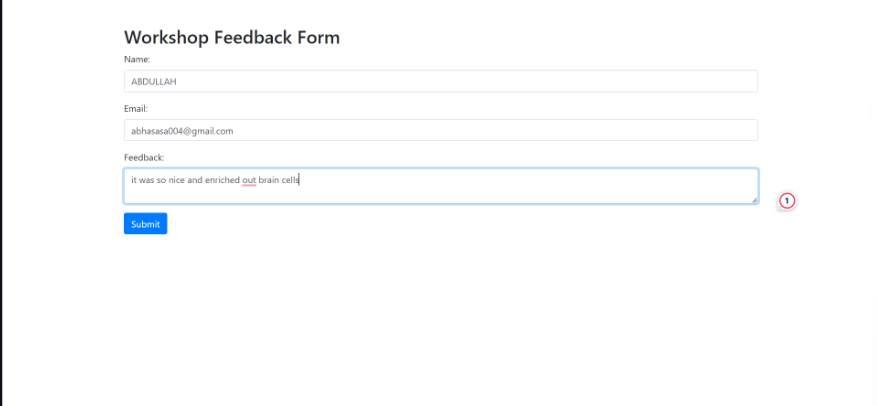 Workshop Feedback Form
Name:
ABDULLAH
Email:
abhasasa004@gmail.com
Feedback:
it was so nice and enriched out brain cells
1
Submit